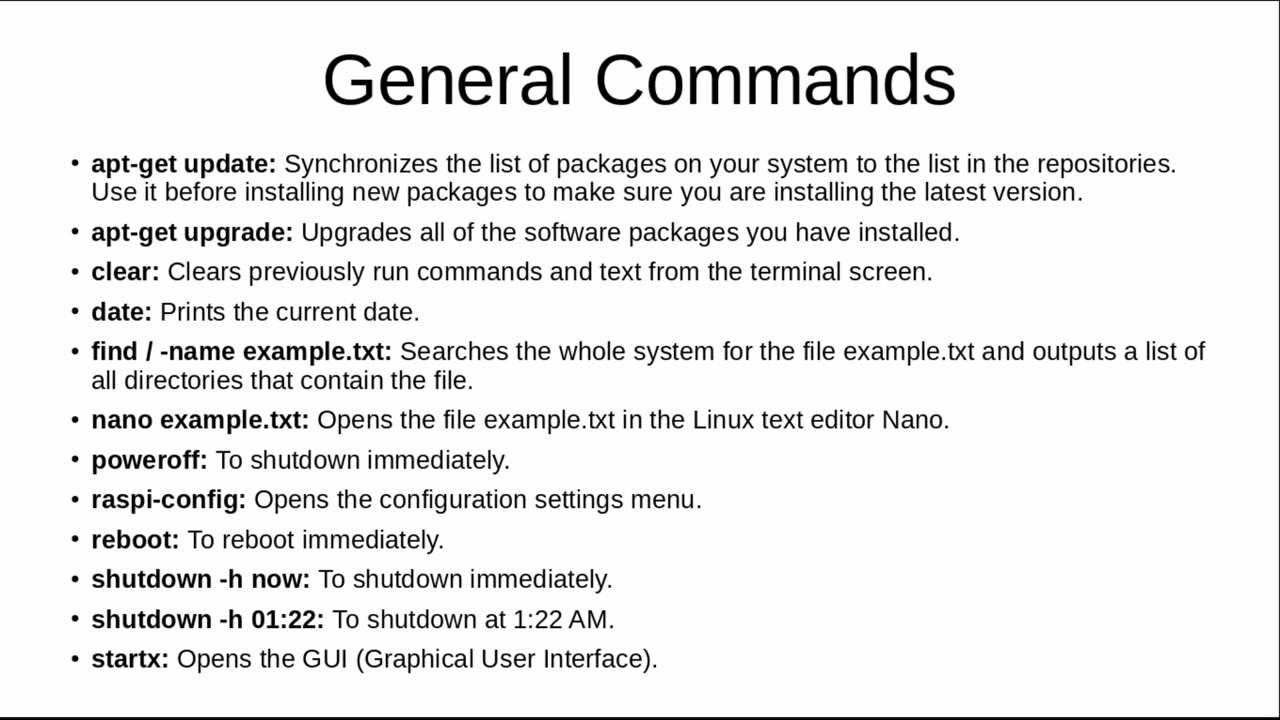 General Commands
• apt-get update: Synchronizes the list of packages on your system to the list in the repositories.
Use it before installing new packages to make sure you are installing the latest version.
• apt-get upgrade: Upgrades all of the software packages you have installed.
• clear: Clears previously run commands and text from the terminal screen.
• date: Prints the current date.
• find / -name example.txt: Searches the whole system for the file example.txt and outputs a list of
all directories that contain the file.
• nano example.txt: Opens the file example.txt in the Linux text editor Nano.
• poweroff: To shutdown immediately.
• raspi-config: Opens the configuration settings menu.
• reboot: To reboot immediately.
• shutdown -h now: To shutdown immediately.
• shutdown -h 01:22: To shutdown at 1:22 AM.
• startx: Opens the GUI (Graphical User Interface).